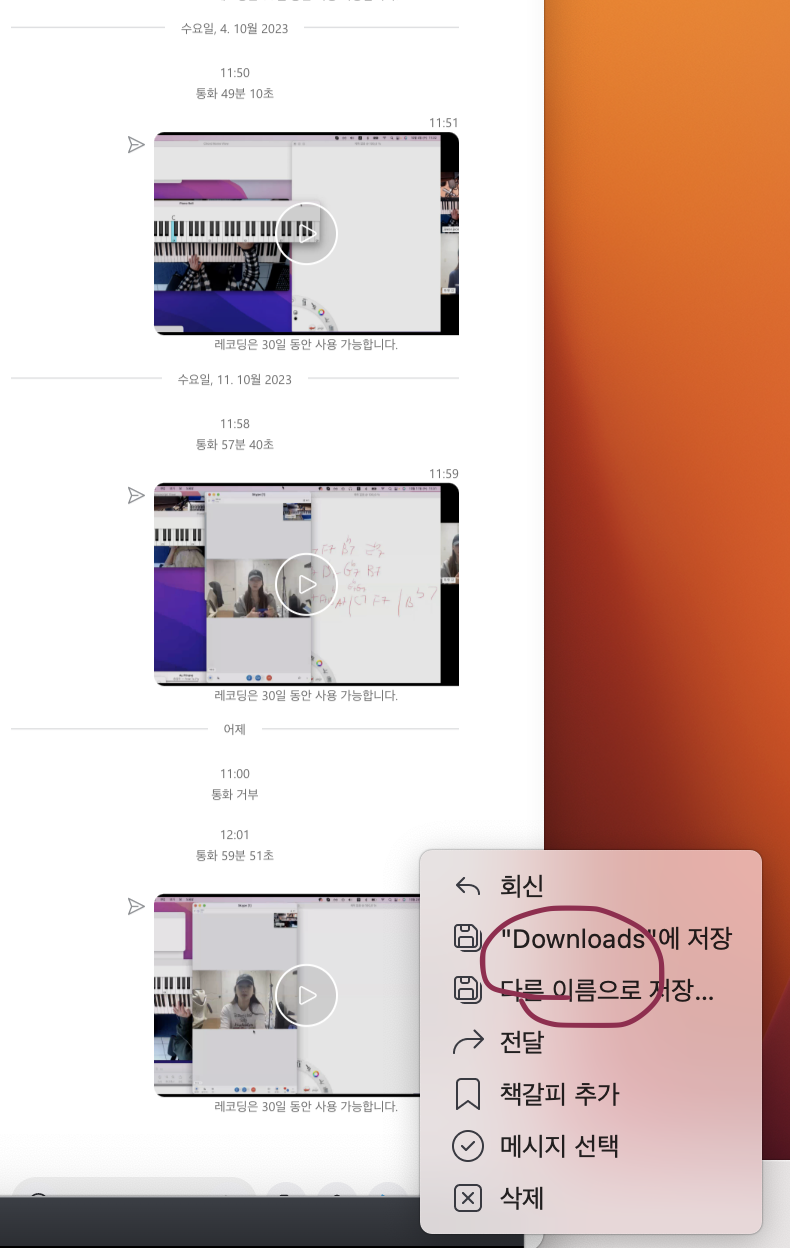 수요일, 4. 10월 2023
11:50
통화 49분 10초
11:51
레코딩은 30일 동안 사용 가능합니다.
수요일, 11. 10월 2023
11:58
통화 57분 40초
11:59
레코딩은 30일 동안 사용 가능합니다.
어제
11:00
통화 거부
12:01
통화 59분 51초
레코딩은 30일 동안 사용 가능합니다.
회신
"Downloads"에 저장
다른 이름으로 저장...
전달
책갈피 추가
메시지 선택
삭제